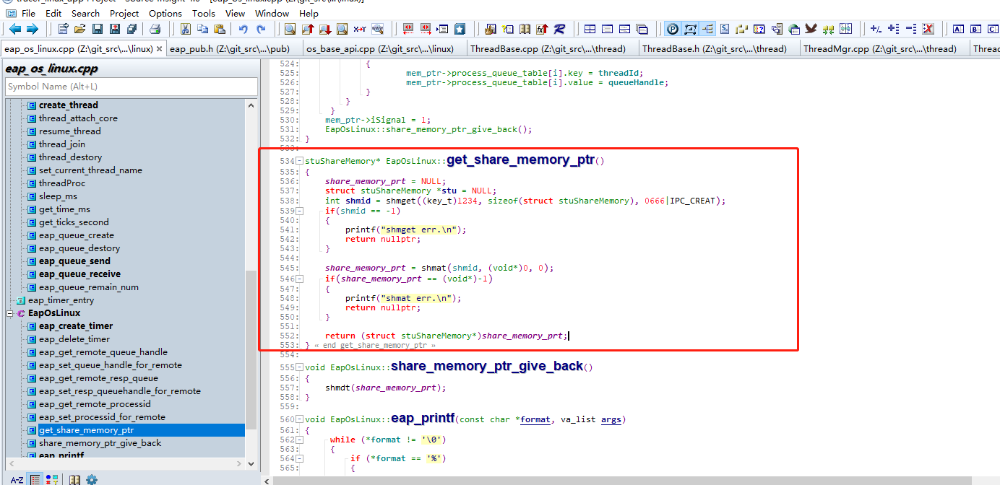 tracer_linux_app Project - Source Insight 4.0 - [eap_os_linux.cpp (Z:\git_src\lir\linux)]
File Edit Search Project Options Tools View Window Help
eap_os_linux.cpp (Z:\git_src\...\linux) × eap_pub.h (Z:\git_src\...\pub) os_base_api.cpp (Z:\git_src\...\linux) ThreadBase.cpp (Z:\git_src\...\thread) ThreadBase.h (Z:\git_src\...\thread) ThreadMgr.cpp (Z:\git_src\...\thread) Threa
eap_os_linux.cpp
Symbol Name (Alt+L)
create_thread
thread_attach_core
resume_thread
thread_join
thread_destory
set_current_thread_name
threadProc
sleep_ms
get_time_ms
get_ticks_second
eap_queue_create
eap_queue_destory
eap_queue_send
eap_queue_receive
eap_queue_remain_num
eap_timer_entry
EapOsLinux
eap_create_timer
eap_delete_timer
eap_get_remote_queue_handle
eap_set_queue_handle_for_remote
eap_get_remote_resp_queue
eap_set_resp_queuehandle_for_remote
eap_get_remote_processid
eap_set_processid_for_remote
get_share_memory_ptr
share_memory_ptr_give_back
eap_printf
A-Z
524: {
525: mem_ptr->process_queue_table[i].key = threadId;
526: mem_ptr->process_queue_table[i].value = queueHandle;
527: }
528: }
529: }
530: mem_ptr->iSignal = 1;
531: EapOsLinux::share_memory_ptr_give_back();
532: }
533:
534: stuShareMemory* EapOsLinux::get_share_memory_ptr()
535: {
536: share_memory_prt = NULL;
537: struct stuShareMemory *stu = NULL;
538: int shmid = shmget((key_t)1234, sizeof(struct stuShareMemory), 0666|IPC_CREAT);
539: if(shmid == -1)
540: {
541: printf("shmget err.\n");
542: return nullptr;
543: }
544:
545: share_memory_prt = shmat(shmid, (void*)0, 0);
546: if(share_memory_prt == (void*)-1)
547: {
548: printf("shmat err.\n");
549: return nullptr;
550: }
551:
552: return (struct stuShareMemory*)share_memory_prt;
553: } « end get_share_memory_ptr »
554:
555: void EapOsLinux::share_memory_ptr_give_back()
556: {
557: shmdt(share_memory_prt);
558: }
559:
560: void EapOsLinux::eap_printf(const char *format, va_list args)
561: {
562: while (*format != '\0')
563: {
564: if (*format == '%')
565: {